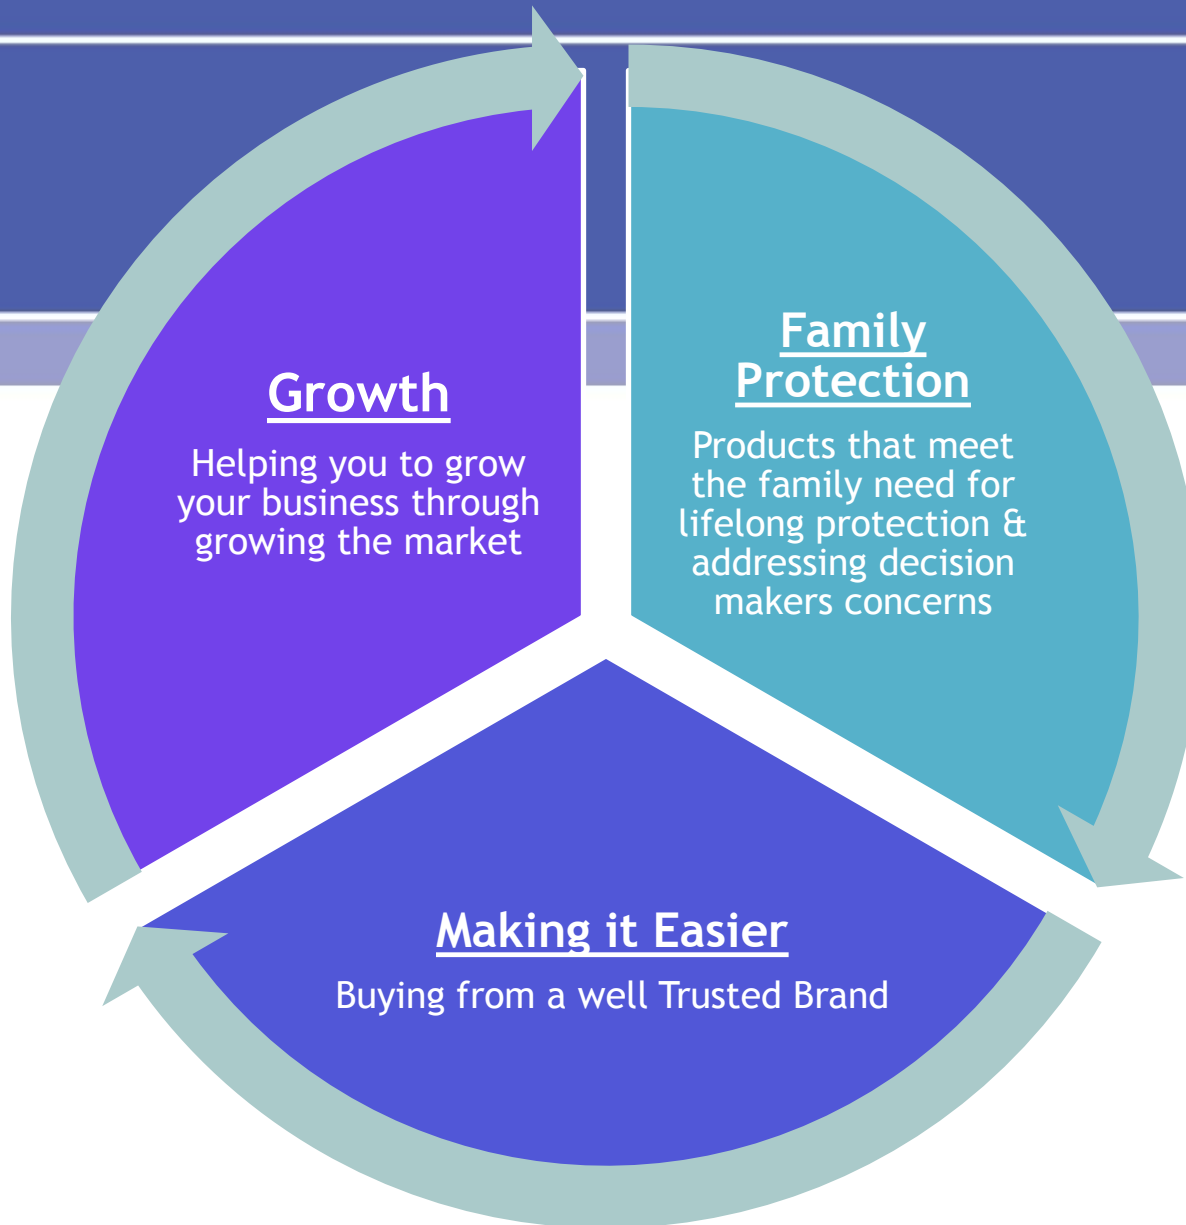 Growth
Helping you to grow
your business through
growing the market
Family
Protection
Products that meet
the family need for
lifelong protection &
addressing decision
makers concerns
Making it Easier
Buying from a well Trusted Brand